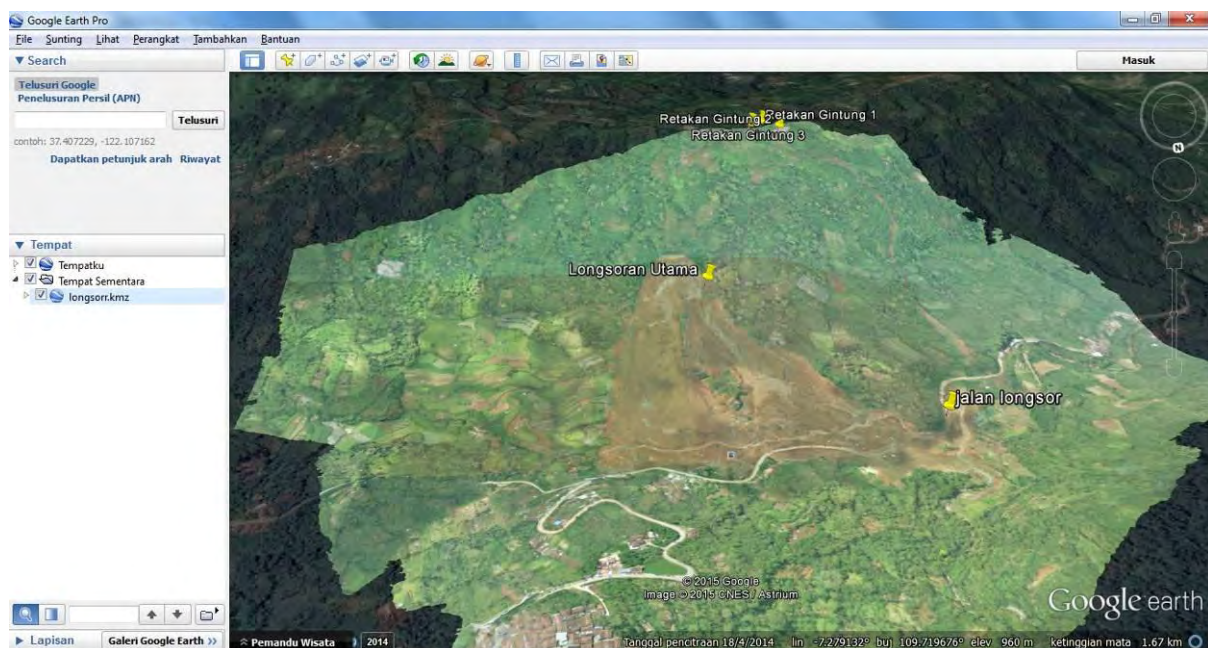 Google Earth Pro
File Sunting Lihat Perangkat Tambahkan Bantuan
Search
Masuk
Telusuri Google
Penelusuran Persil (APN)
Telusuri
contoh: 37.407229, -122.107162
Dapatkan petunjuk arah Riwayat
Tempat
Tempatku
Tempat Sementara
longsorr.kmz
Retakan Gintung 2
Retakan Gintung 1
Retakan Gintung 3
Longsoran Utama
jalan longsor
N
© 2015 Google
Image © 2015 CNES / Astrium
Google earth
Lapisan
Galeri Google Earth >>
Pemandu Wisata
2014
Tanggal pencitraan 18/4/2014 lin -7.279132° buj 109.719676° elev 960 m ketinggian mata 1.67 km